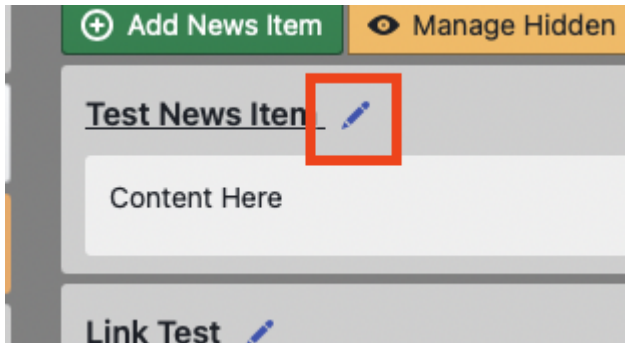 Add News Item Manage Hidden
Test News Item
Content Here
Link Test